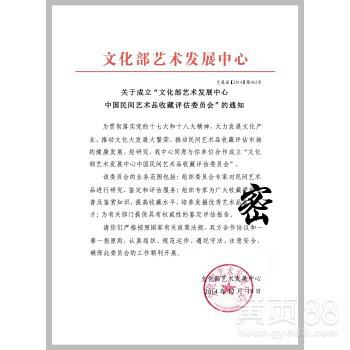 文化部艺术发展中心
艺基函【2014】第063号
关于成立“文化部艺术发展中心
中国民间艺术品收藏评估委员会”的通知
为贯彻落实党的十七大和十八大精神，大力发展文化产
业，推动文化大发展大繁荣，推动民间艺术品收藏评估市场
的健康发展，经研究，我中心同意与你单位合作成立“文化
部艺术发展中心中国民间艺术品收藏评估委员会”。
该委员会的业务范围包括：组织委员会专家对民间艺术
品进行研究、鉴定和评估服务；组织专家为广大收藏爱好者
普及鉴赏知识，提高收藏水平，培养发掘优秀艺术品
才；为有关部门提供具有权威性的鉴定评估报告。
请你们严格按照国家有关政策法规、双方合作协议和一
事一报原则，认真组织、规范运作、遵纪守法、注意安全，
确保此委员会的工作顺利开展。
密
文化部艺术发展中心
2014年12月
黄页88
huangye88.com